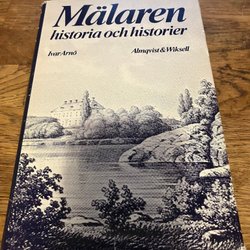 Mälaren
historia och historier
Ivar Arnö Almqvist & Wiksell